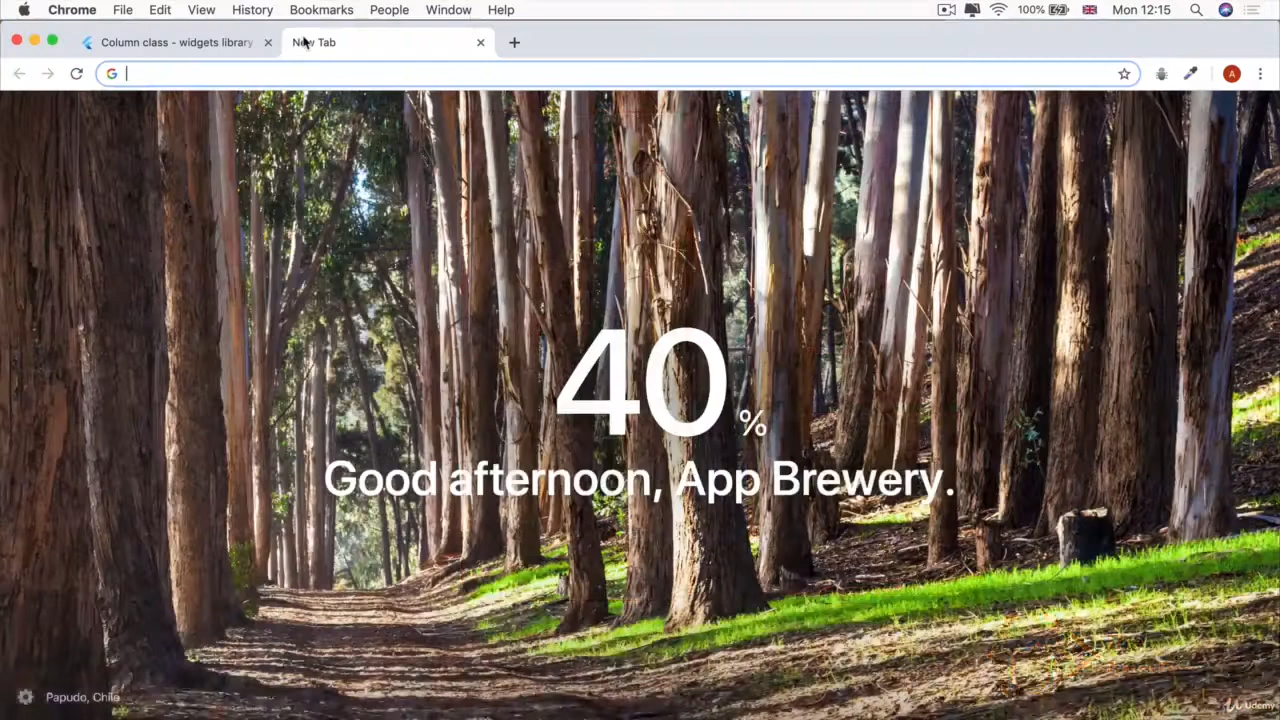 Chrome File Edit View History Bookmarks People Window Help 100% Mon 12:15
Column class - widgets library New Tab
A
40 %
Good afternoon, App Brewery.
Papudo, Chile
Udemy